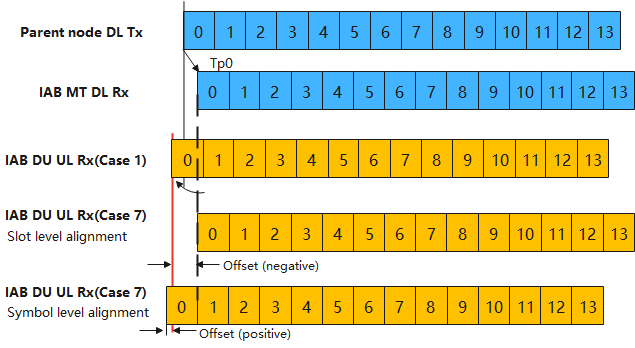 Parent node DL Tx 0 1 2 3 4 5 6 7 8 9 10 11 12 13
Tp0
IAB MT DL Rx 0 1 2 3 4 5 6 7 8 9 10 11 12 13
IAB DU UL Rx(Case 1) 0 1 2 3 4 5 6 7 8 9 10 11 12 13
IAB DU UL Rx(Case 7) 0 1 2 3 4 5 6 7 8 9 10 11 12 13
Slot level alignment
Offset (negative)
IAB DU UL Rx(Case 7) 0 1 2 3 4 5 6 7 8 9 10 11 12 13
Symbol level alignment
Offset (positive)